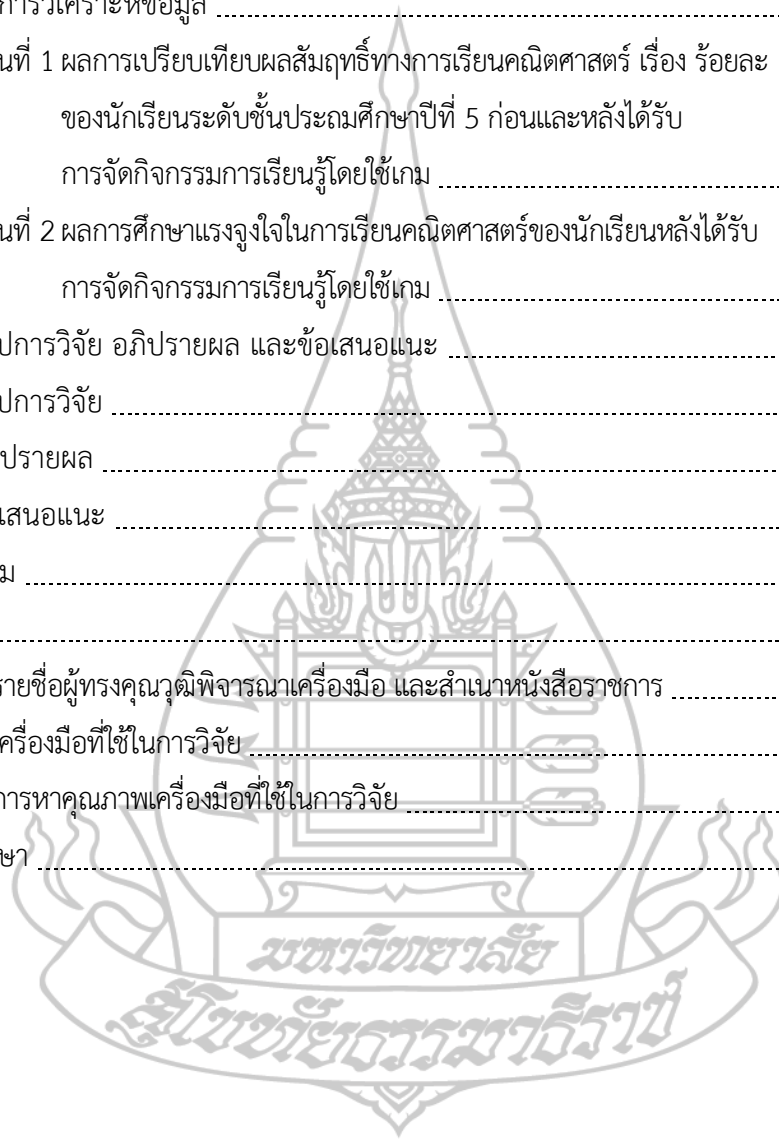 การวิเคราะห์ข้อมูล
นที่ 1 ผลการเปรียบเทียบผลสัมฤทธิ์ทางการเรียนคณิตศาสตร์ เรื่อง ร้อยละ
ของนักเรียนระดับชั้นประถมศึกษาปีที่ 5 ก่อนและหลังได้รับ
การจัดกิจกรรมการเรียนรู้โดยใช้เกม
นที่ 2 ผลการศึกษาแรงจูงใจในการเรียนคณิตศาสตร์ของนักเรียนหลังได้รับ
การจัดกิจกรรมการเรียนรู้โดยใช้เกม
ปการวิจัย อภิปรายผล และข้อเสนอแนะ
ปการวิจัย
ปรายผล
เสนอแนะ
ม
รายชื่อผู้ทรงคุณวุฒิพิจารณาเครื่องมือ และสำเนาหนังสือราชการ
ครื่องมือที่ใช้ในการวิจัย
การหาคุณภาพเครื่องมือที่ใช้ในการวิจัย
ษา
มหาวิทยาลัย
สุโขทัยธรรมาธิราช